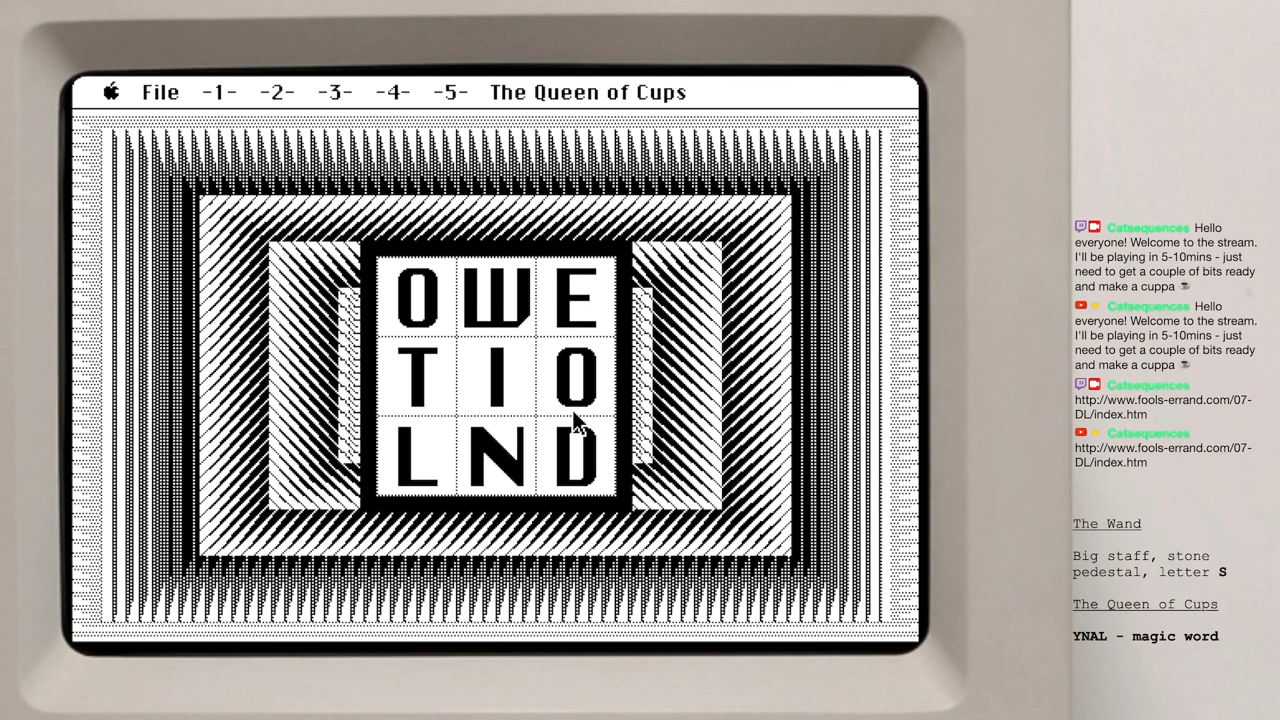 File -1- -2- -3- -4- -5- The Queen of Cups
O W E
T I O
L N D
Catsequences Hello
everyone! Welcome to the stream.
I'll be playing in 5-10mins - just
need to get a couple of bits ready
and make a cuppa ☕
Catsequences Hello
everyone! Welcome to the stream.
I'll be playing in 5-10mins - just
need to get a couple of bits ready
and make a cuppa ☕
Catsequences
http://www.fools-errand.com/07-
DL/index.htm
Catsequences
http://www.fools-errand.com/07-
DL/index.htm
The Wand
Big staff, stone
pedestal, letter S
The Queen of Cups
YNAL - magic word